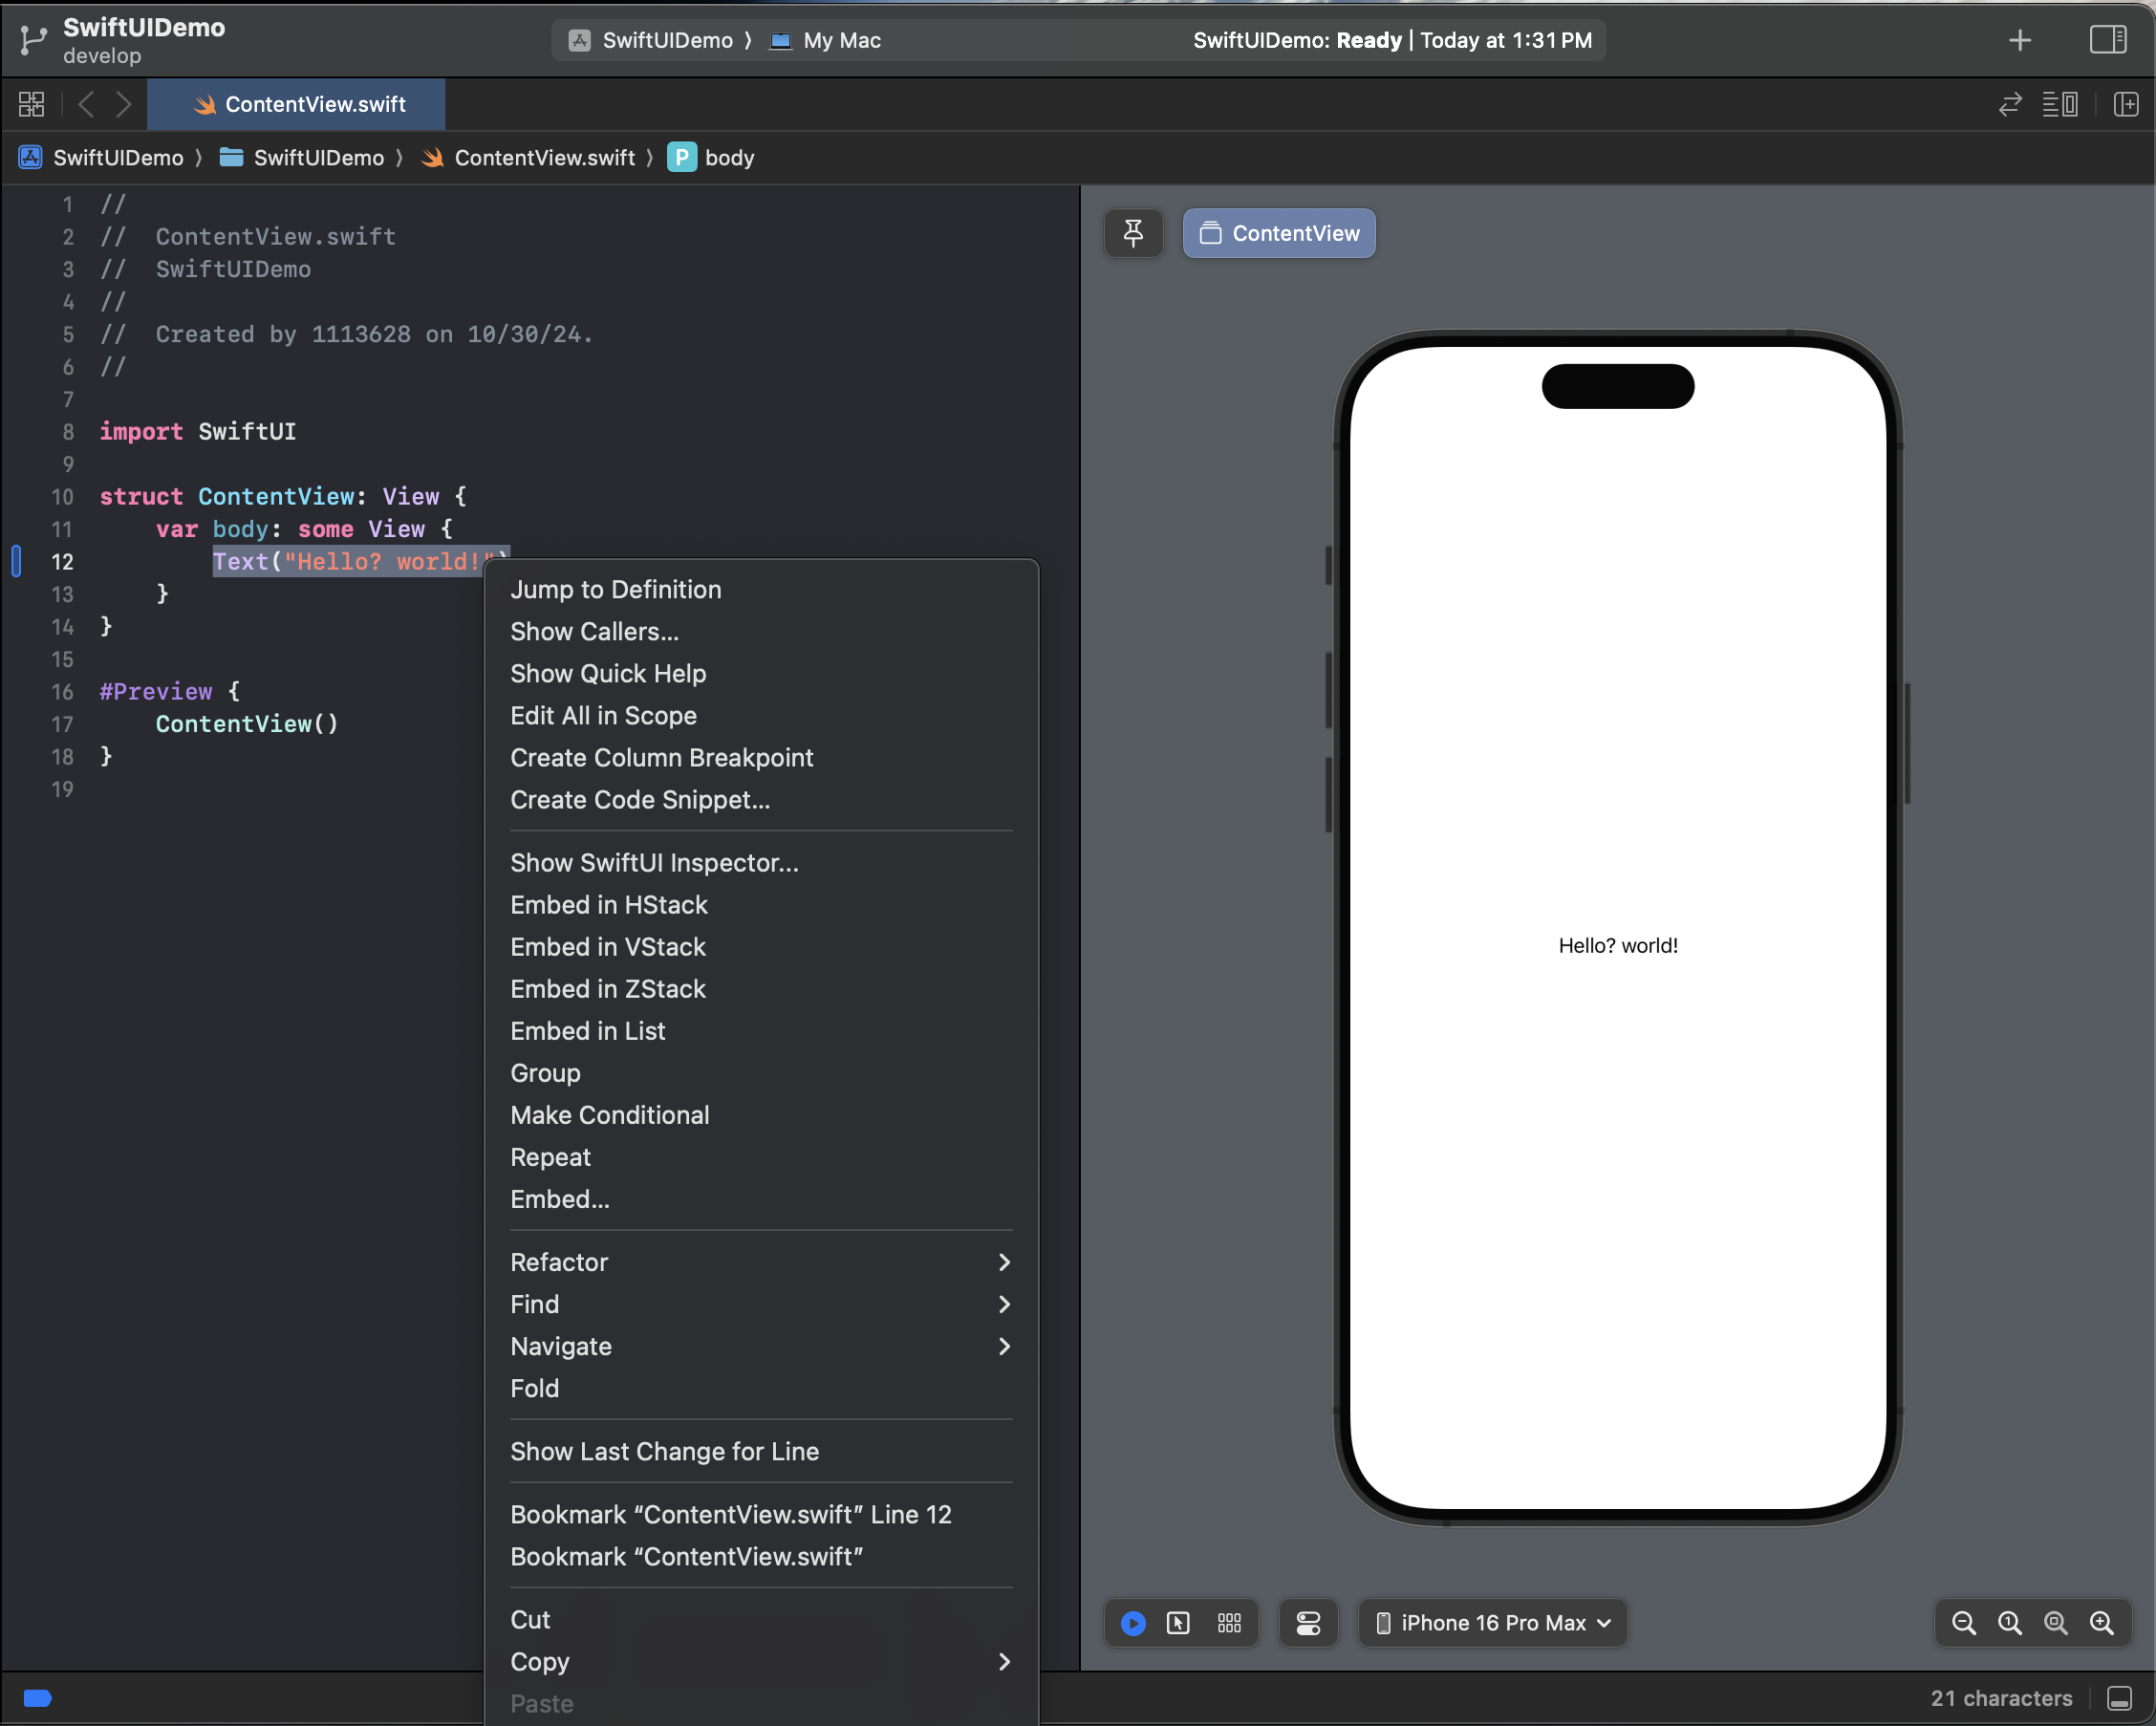 SwiftUIDemo
develop
SwiftUIDemo ⟩ My Mac
SwiftUIDemo: Ready | Today at 1:31 PM
ContentView.swift
SwiftUIDemo ⟩ SwiftUIDemo ⟩ ContentView.swift ⟩ P body
1 //
2 //  ContentView.swift
3 //  SwiftUIDemo
4 //
5 //  Created by 1113628 on 10/30/24.
6 //
7
8 import SwiftUI
9
10 struct ContentView: View {
11     var body: some View {
12         Text("Hello? world!")
13     }
14 }
15
16 #Preview {
17     ContentView()
18 }
19
Jump to Definition
Show Callers...
Show Quick Help
Edit All in Scope
Create Column Breakpoint
Create Code Snippet...
Show SwiftUI Inspector...
Embed in HStack
Embed in VStack
Embed in ZStack
Embed in List
Group
Make Conditional
Repeat
Embed...
Refactor
Find
Navigate
Fold
Show Last Change for Line
Bookmark “ContentView.swift” Line 12
Bookmark “ContentView.swift”
Cut
Copy
Paste
ContentView
Hello? world!
iPhone 16 Pro Max
21 characters